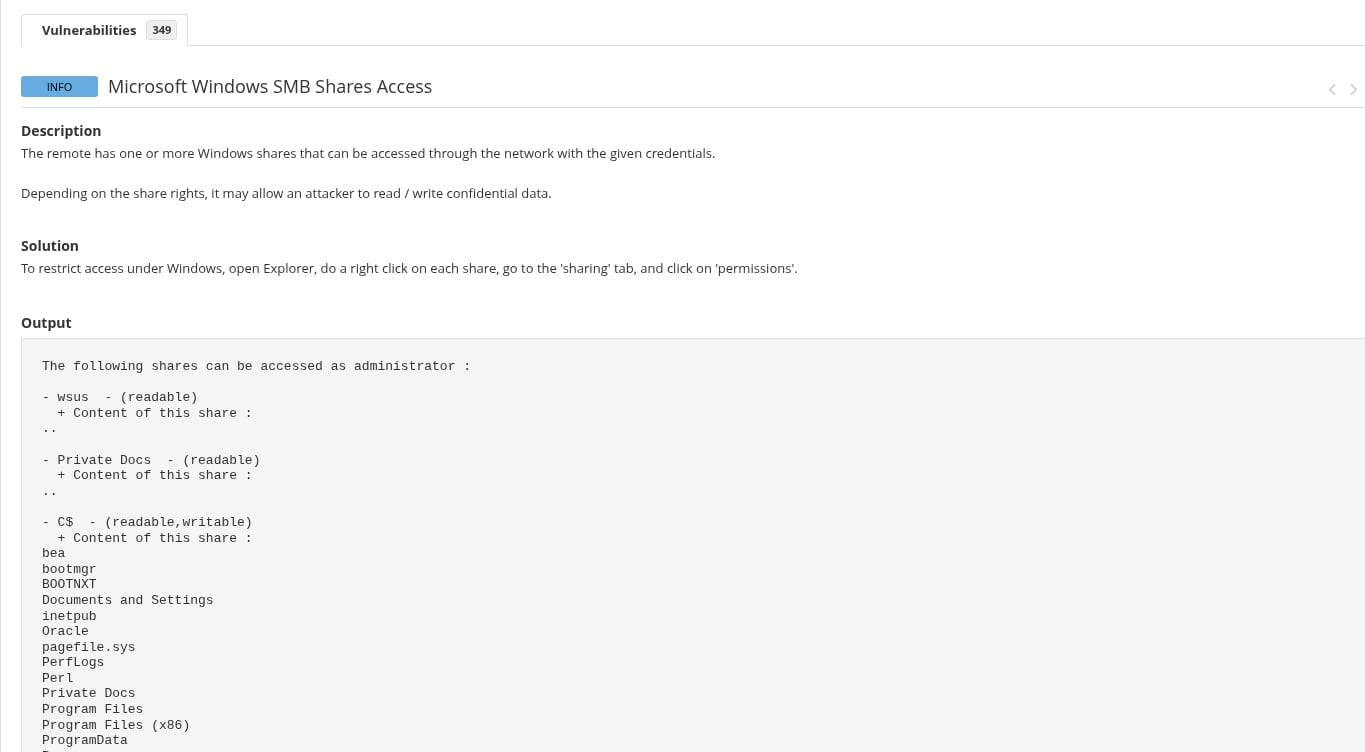 Vulnerabilities 349
INFO Microsoft Windows SMB Shares Access
Description
The remote has one or more Windows shares that can be accessed through the network with the given credentials.
Depending on the share rights, it may allow an attacker to read / write confidential data.
Solution
To restrict access under Windows, open Explorer, do a right click on each share, go to the 'sharing' tab, and click on 'permissions'.
Output
The following shares can be accessed as administrator :
- wsus  - (readable)
+ Content of this share :
..
- Private Docs  - (readable)
+ Content of this share :
..
- C$  - (readable,writable)
+ Content of this share :
bea
bootmgr
BOOTNXT
Documents and Settings
inetpub
Oracle
pagefile.sys
PerfLogs
Perl
Private Docs
Program Files
Program Files (x86)
ProgramData